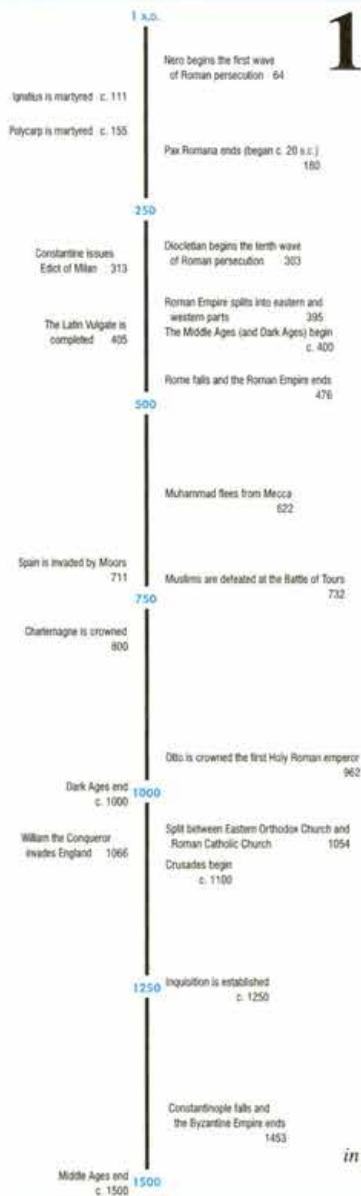 1 A.D.
1
Nero begins the first wave
of Roman persecution 64
Ignatius is martyred c. 111
Polycarp is martyred c. 155
Pax Romana ends (began c. 20 B.C.)
180
250
Constantine issues
Edict of Milan 313
Diocletian begins the tenth wave
of Roman persecution 303
The Latin Vulgate is
completed 405
Roman Empire splits into eastern and
western parts 395
The Middle Ages (and Dark Ages) begin
c. 400
Rome falls and the Roman Empire ends
476
500
Muhammad flees from Mecca
622
Spain is invaded by Moors
711
Muslims are defeated at the Battle of Tours
732
750
Charlemagne is crowned
800
Otto is crowned the first Holy Roman emperor
962
Dark Ages end
c. 1000
1000
William the Conqueror
invades England 1066
Split between Eastern Orthodox Church and
Roman Catholic Church 1054
Crusades begin
c. 1100
1250
Inquisition is established
c. 1250
Constantinople falls and
the Byzantine Empire ends
1453
in
Middle Ages end
c. 1500
1500